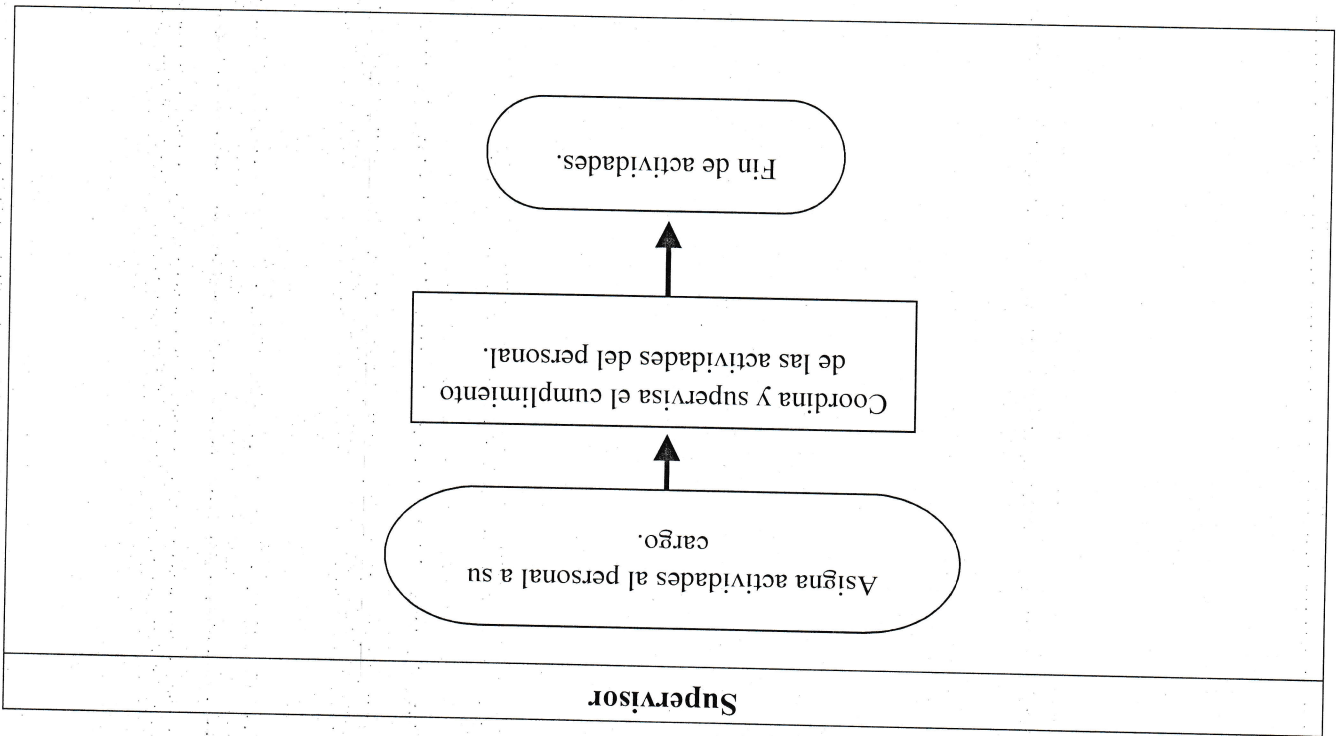 Supervisor
Asigna actividades al personal a su
cargo.
Coordina y supervisa el cumplimiento
de las actividades del personal.
Fin de actividades.